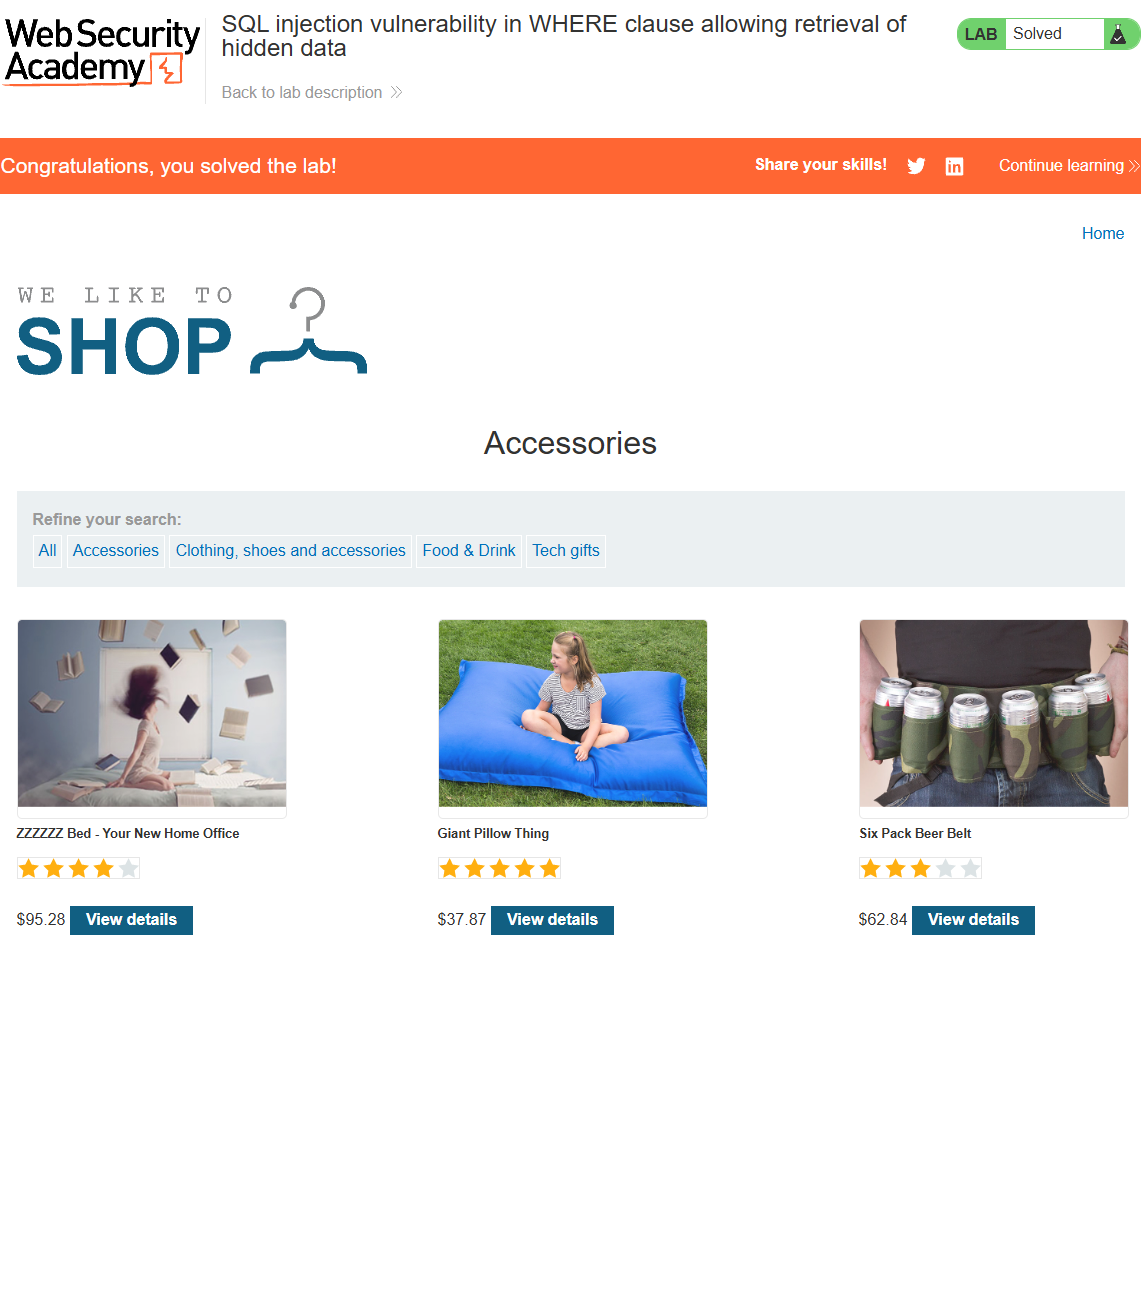 Web Security
Academy
SQL injection vulnerability in WHERE clause allowing retrieval of
hidden data
Back to lab description
LAB Solved
Congratulations, you solved the lab!
Share your skills!
Continue learning
Home
WE LIKE TO
SHOP
Accessories
Refine your search:
All Accessories Clothing, shoes and accessories Food & Drink Tech gifts
ZZZZZZ Bed - Your New Home Office
Giant Pillow Thing
Six Pack Beer Belt
$95.28 View details
$37.87 View details
$62.84 View details